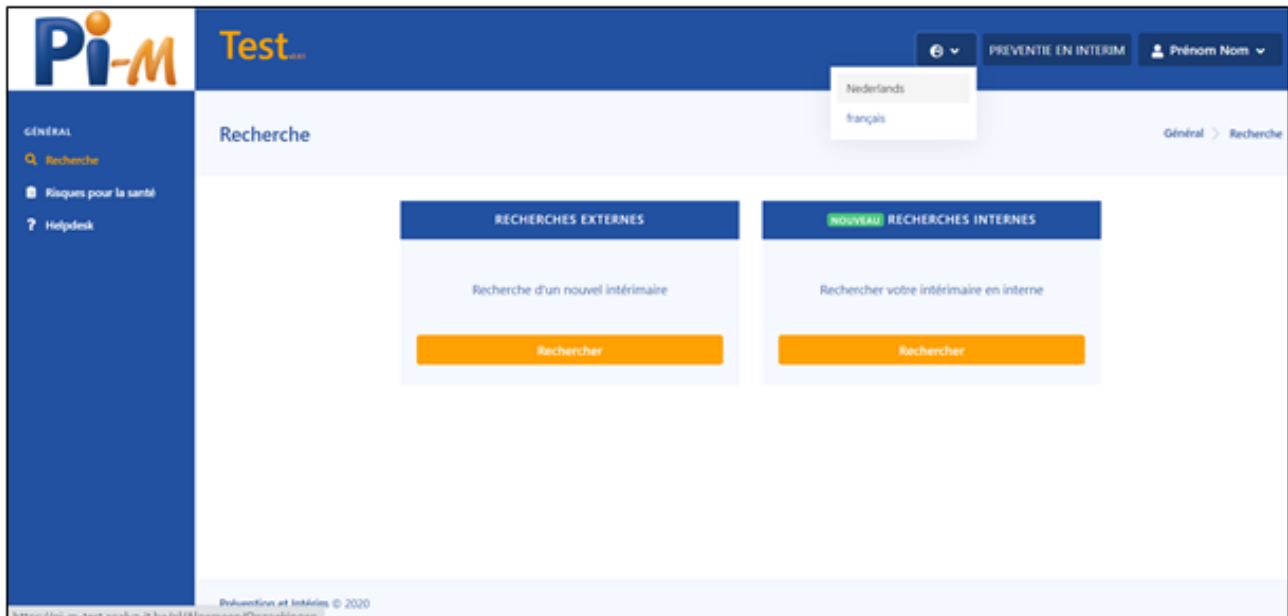 Pi-M
Test
PREVENTIE EN INTERIM
Prénom Nom
Nederlands
français
GÉNÉRAL
Recherche
Risques pour la santé
Helpdesk
Recherche
Général > Recherche
RECHERCHES EXTERNES
Recherche d'un nouvel intérimaire
Rechercher
NOUVEAU RECHERCHES INTERNES
Rechercher votre intérimaire en interne
Rechercher
Prévention et Intérim © 2020